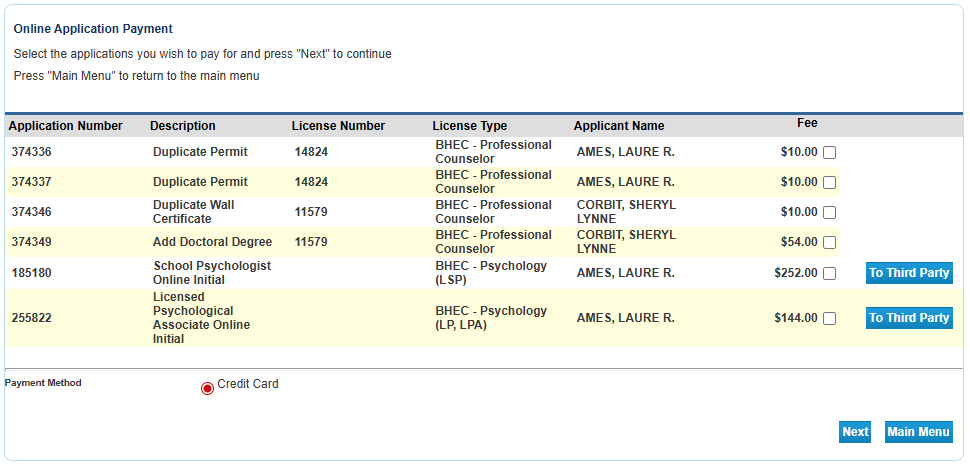 Online Application Payment
Select the applications you wish to pay for and press "Next" to continue
Press "Main Menu" to return to the main menu
Application Number Description License Number License Type Applicant Name Fee
374336 Duplicate Permit 14824 BHEC - Professional Counselor AMES, LAURE R. $10.00
374337 Duplicate Permit 14824 BHEC - Professional Counselor AMES, LAURE R. $10.00
374346 Duplicate Wall Certificate 11579 BHEC - Professional Counselor CORBIT, SHERYL LYNNE $10.00
374349 Add Doctoral Degree 11579 BHEC - Professional Counselor CORBIT, SHERYL LYNNE $54.00
185180 School Psychologist Online Initial BHEC - Psychology (LSP) AMES, LAURE R. $252.00 To Third Party
255822 Licensed Psychological Associate Online Initial BHEC - Psychology (LP, LPA) AMES, LAURE R. $144.00 To Third Party
Payment Method Credit Card
Next Main Menu